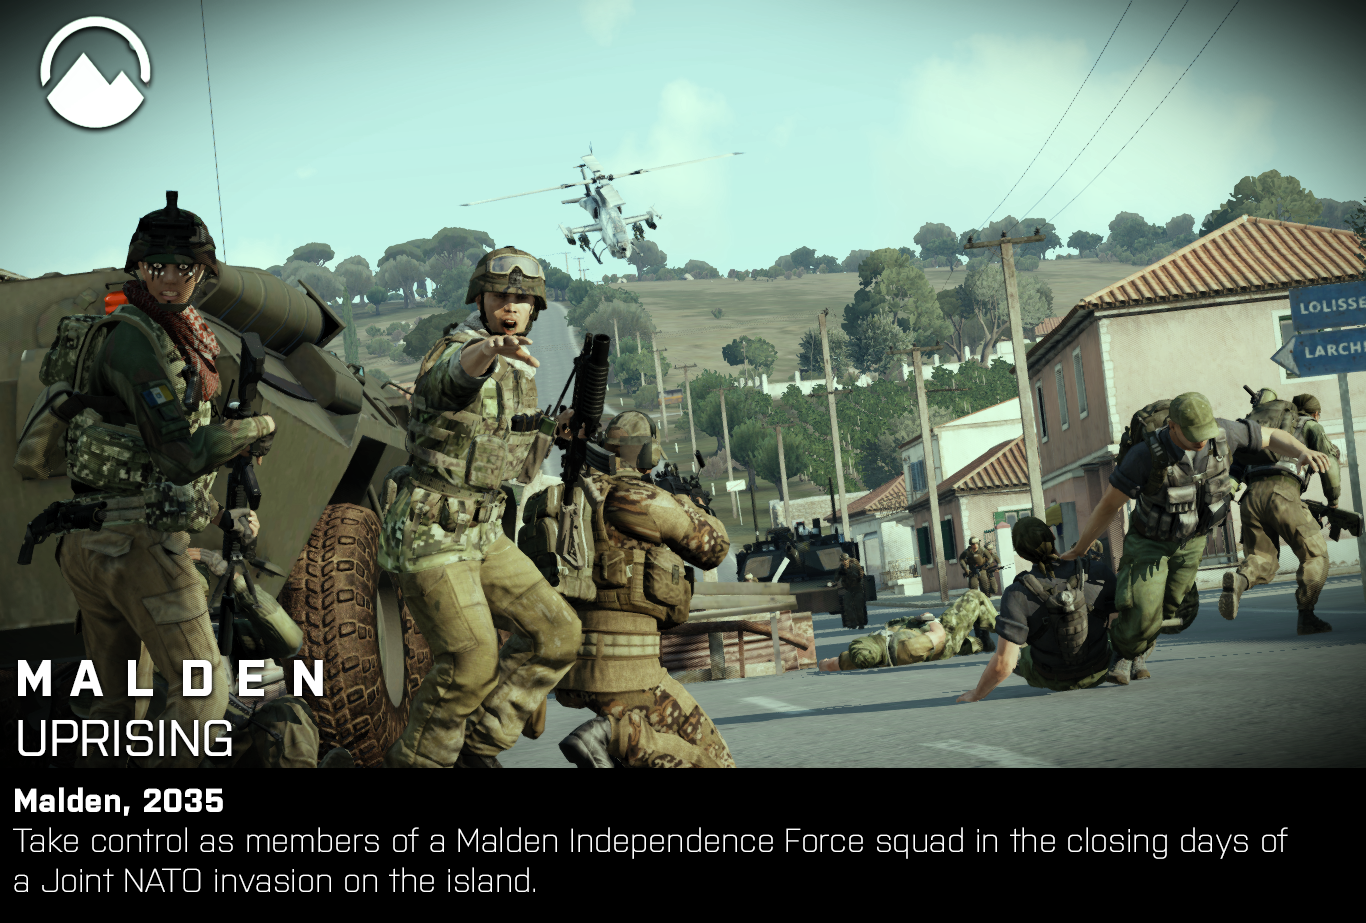 LOLISSE
LARCH
MALDEN
UPRISING
Malden, 2035
Take control as members of a Malden Independence Force squad in the closing days of
a Joint NATO invasion on the island.